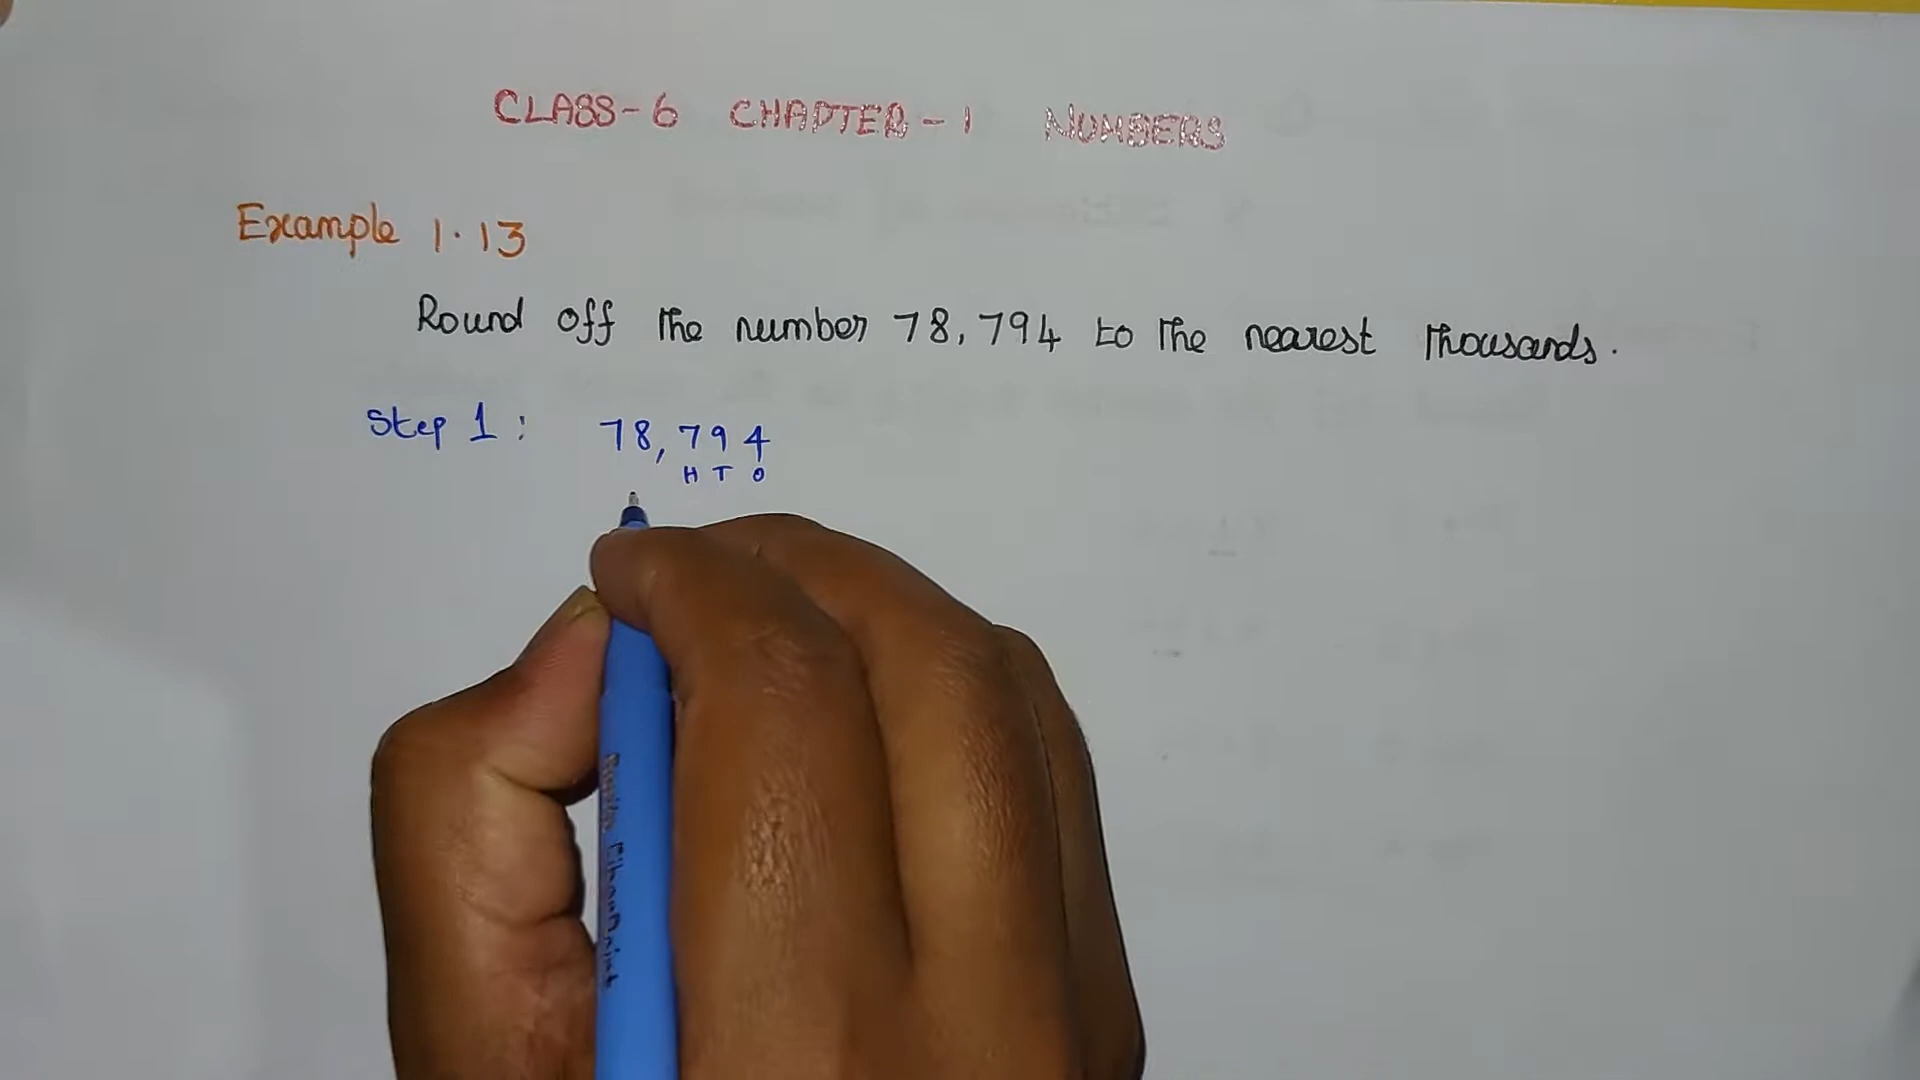 CLASS-6 CHAPTER-1 NUMBERS
Example 1.13
Round off the number 78,794 to the nearest thousands.
Step 1: 78,794
H T O